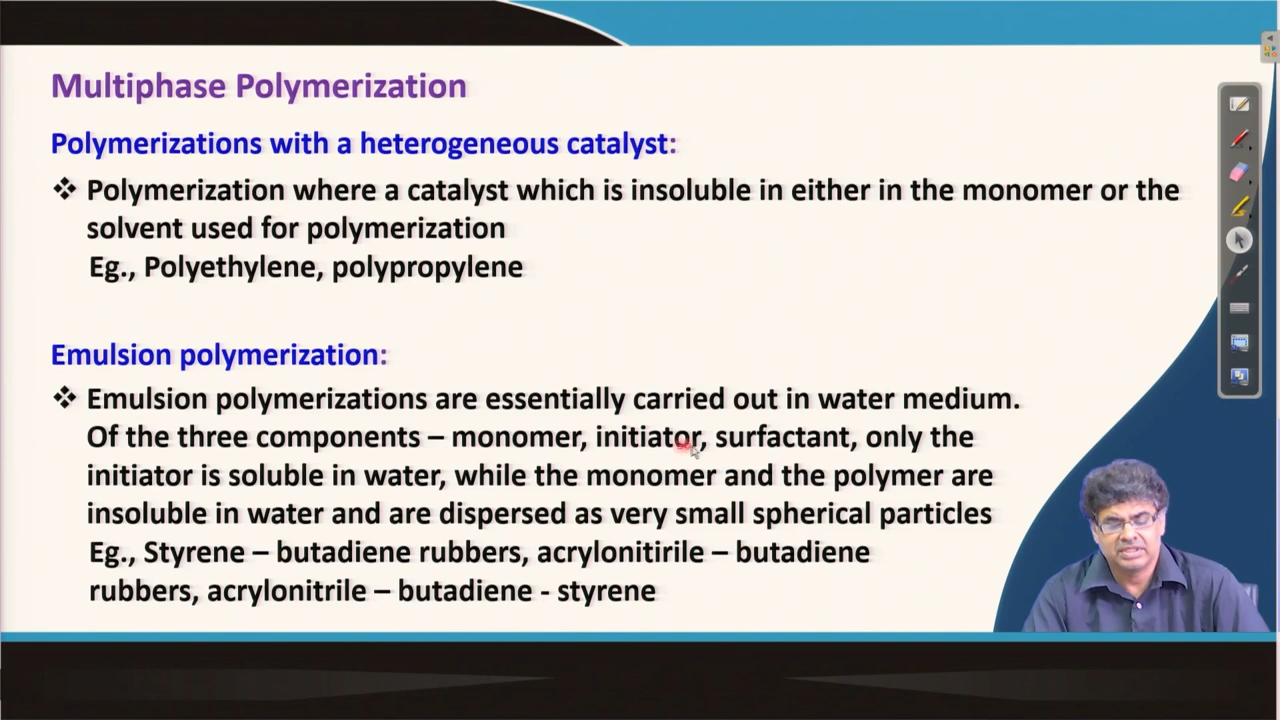 Multiphase Polymerization
Polymerizations with a heterogeneous catalyst:
❖ Polymerization where a catalyst which is insoluble in either in the monomer or the
solvent used for polymerization
Eg., Polyethylene, polypropylene
Emulsion polymerization:
❖ Emulsion polymerizations are essentially carried out in water medium.
Of the three components – monomer, initiator, surfactant, only the
initiator is soluble in water, while the monomer and the polymer are
insoluble in water and are dispersed as very small spherical particles
Eg., Styrene – butadiene rubbers, acrylonitirile – butadiene
rubbers, acrylonitrile – butadiene - styrene